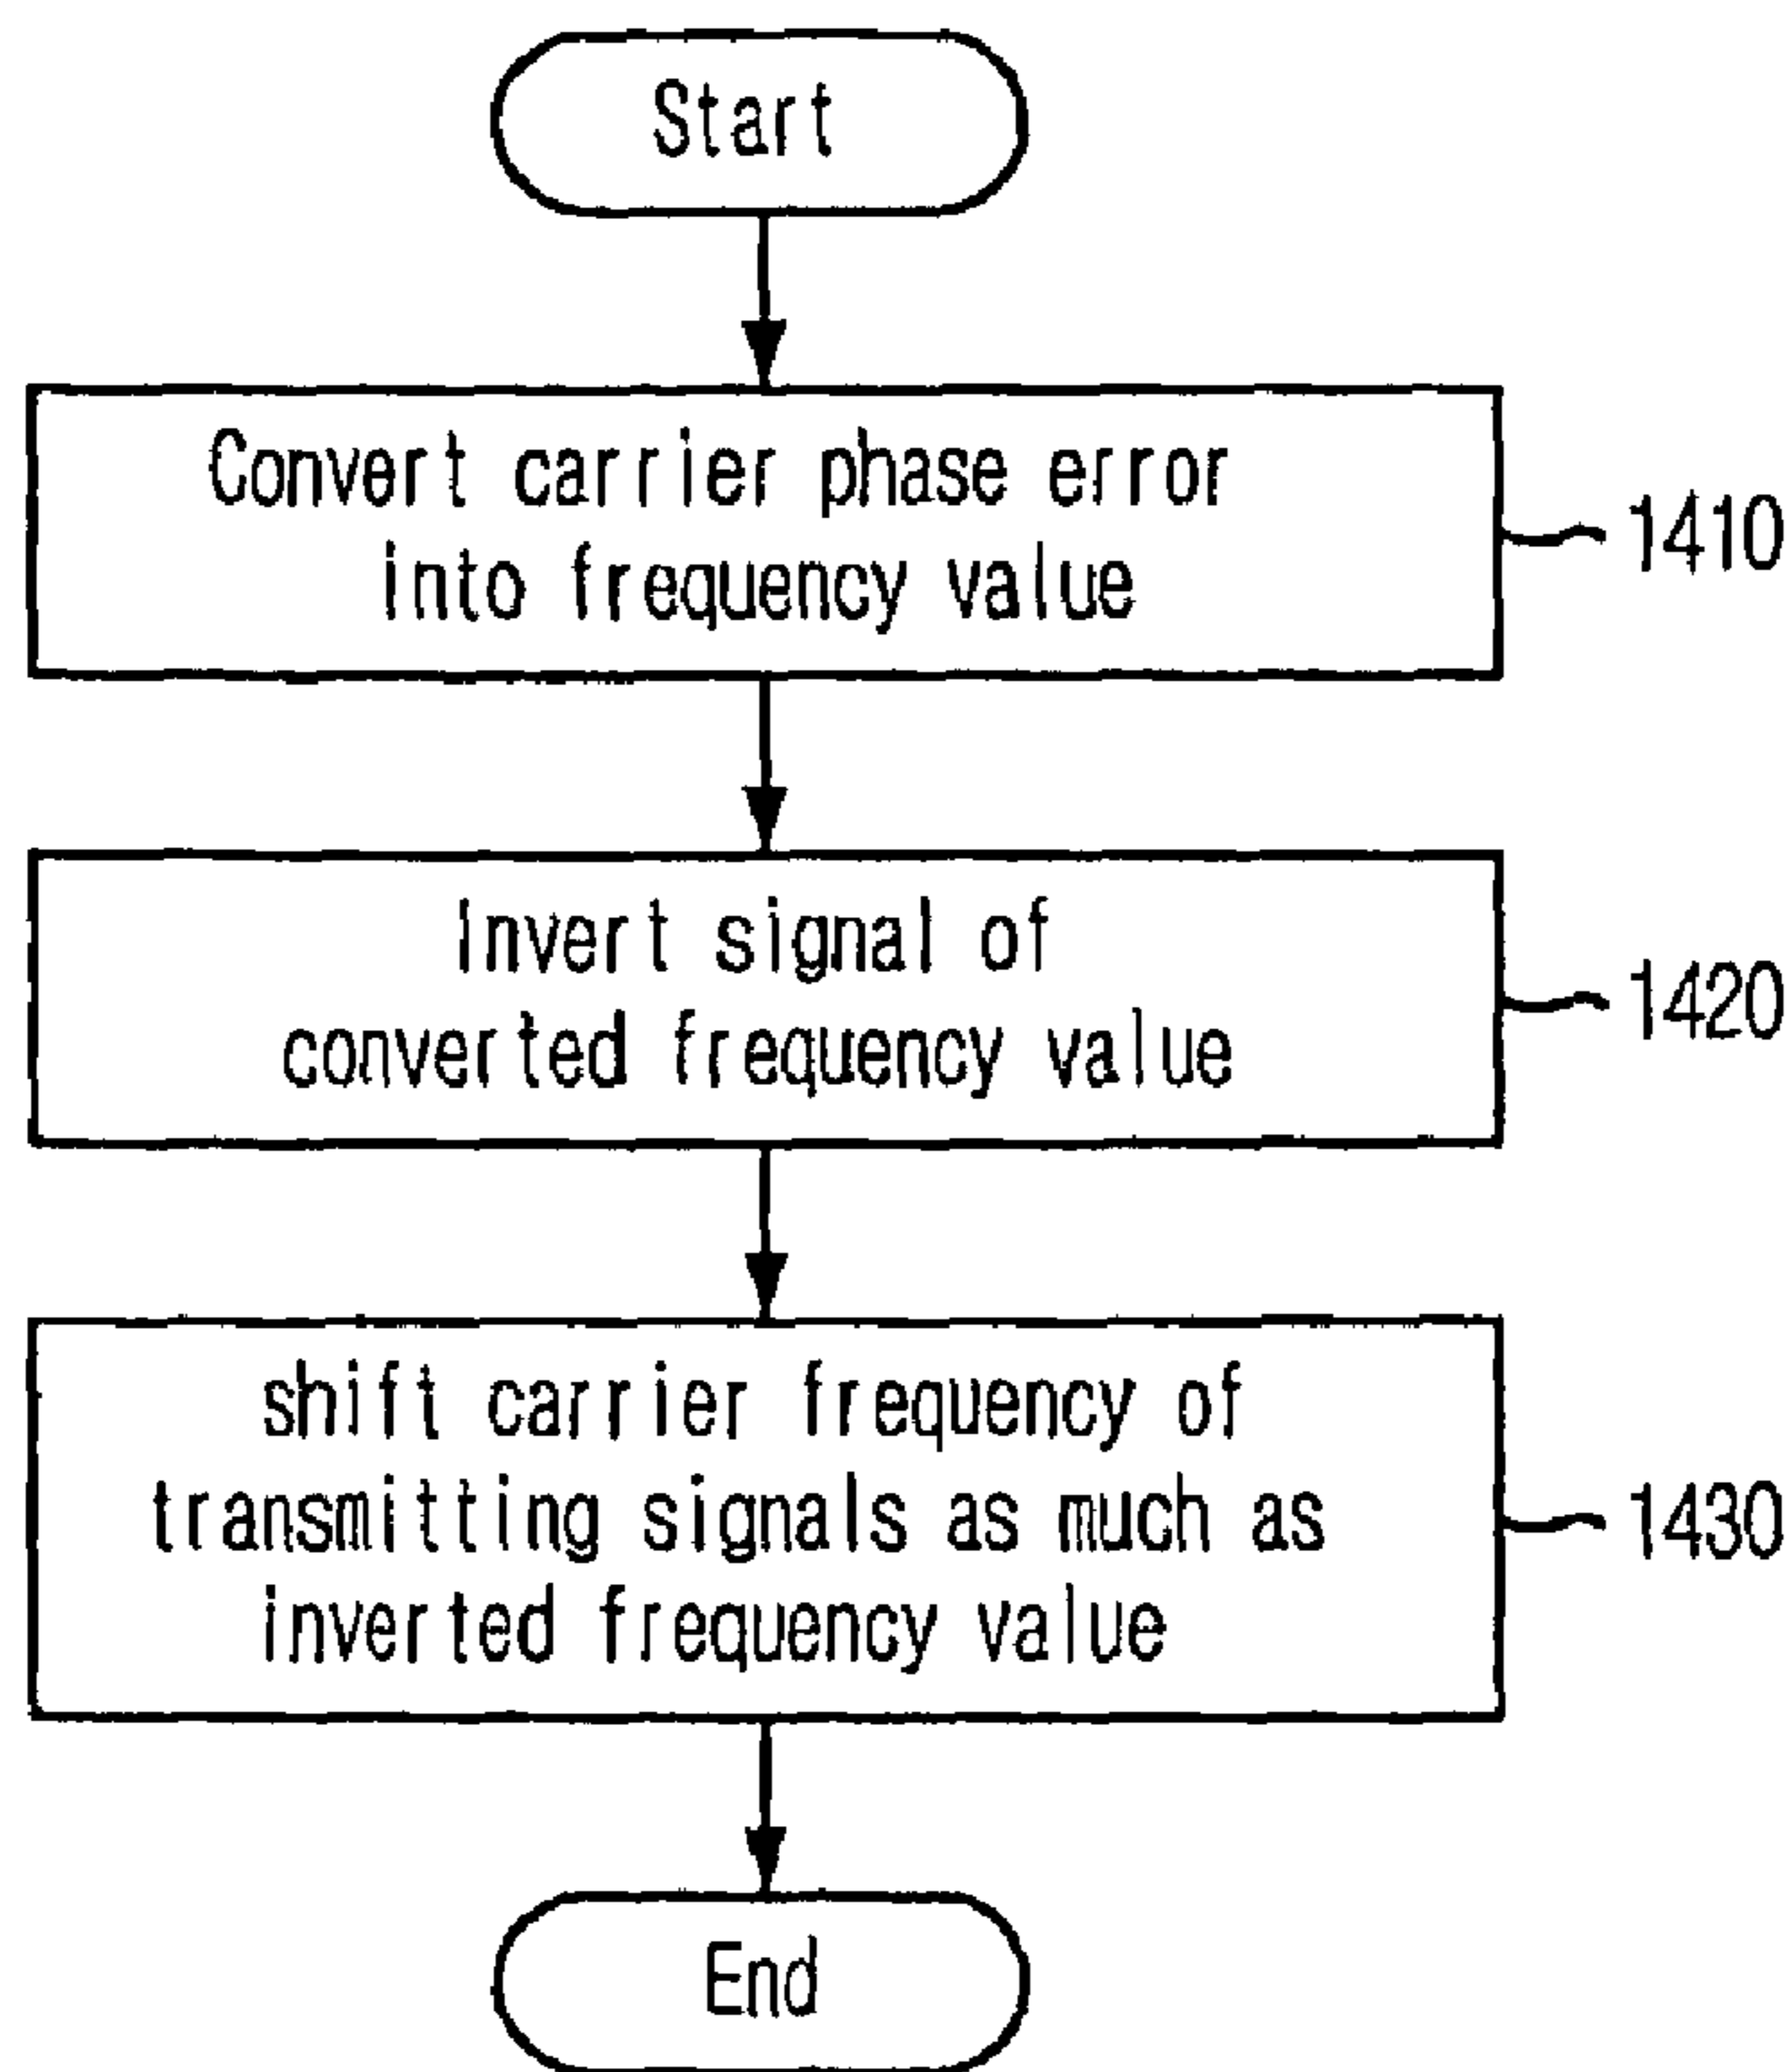 Start
Convert carrier phase error
into frequency value
1410
Invert signal of
converted frequency value
1420
shift carrier frequency of
transmitting signals as much as
inverted frequency value
1430
End